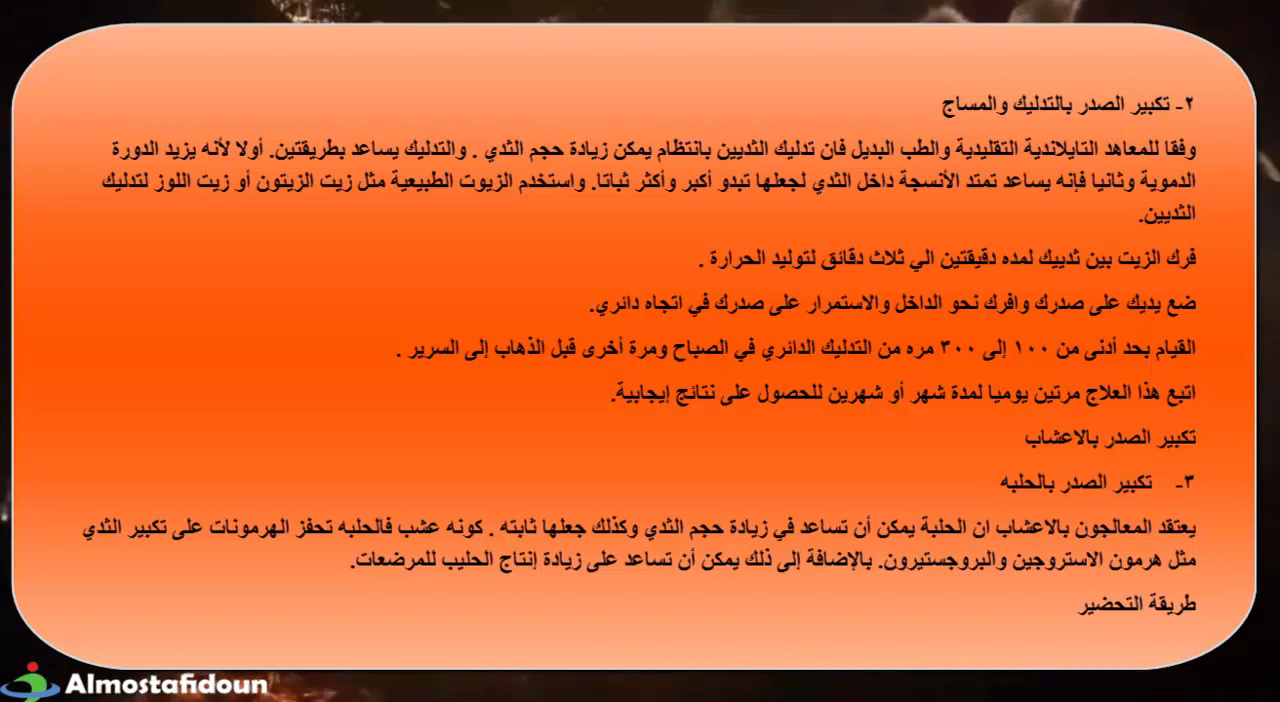 ٢- تكبير الصدر بالتدليك والمساج
وفقا للمعاهد التايلاندية التقليدية والطب البديل فان تدليك الثديين بانتظام يمكن زيادة حجم الثدي . والتدليك يساعد بطريقتين. أولا لأنه يزيد الدورة
الدموية وثانيا فإنه يساعد تمتد الأنسجة داخل الثدي لجعلها تبدو أكبر وأكثر ثباتا. واستخدم الزيوت الطبيعية مثل زيت الزيتون أو زيت اللوز لتدليك
الثديين.
فرك الزيت بين ثدييك لمده دقيقتين الي ثلاث دقائق لتوليد الحرارة .
ضع يديك على صدرك وافرك نحو الداخل والاستمرار على صدرك في اتجاه دائري.
القيام بحد أدنى من ١٠٠ إلى ٣٠٠ مره من التدليك الدائري في الصباح ومرة أخرى قبل الذهاب إلى السرير .
اتبع هذا العلاج مرتين يوميا لمدة شهر أو شهرين للحصول على نتائج إيجابية.
تكبير الصدر بالاعشاب
٣- تكبير الصدر بالحلبه
يعتقد المعالجون بالاعشاب ان الحلبة يمكن أن تساعد في زيادة حجم الثدي وكذلك جعلها ثابته . كونه عشب فالحلبه تحفز الهرمونات على تكبير الثدي
مثل هرمون الاستروجين والبروجستيرون. بالإضافة إلى ذلك يمكن أن تساعد على زيادة إنتاج الحليب للمرضعات.
طريقة التحضير
Almostafidoun